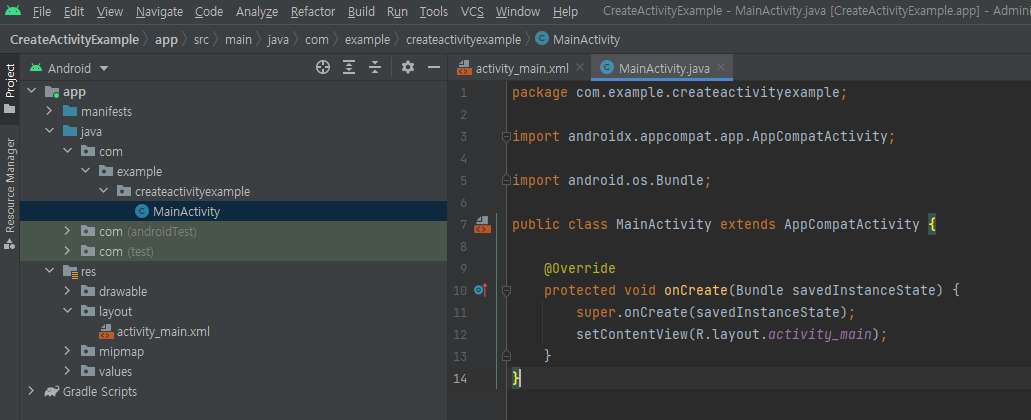 File Edit View Navigate Code Analyze Refactor Build Run Tools VCS Window Help CreateActivityExample – MainActivity.java [CreateActivityExample.app] – Admini
CreateActivityExample app src main java com example createactivityexample MainActivity
Project
Resource Manager
Android
app
manifests
java
com
example
createactivityexample
MainActivity
com (androidTest)
com (test)
res
drawable
layout
activity_main.xml
mipmap
values
Gradle Scripts
activity_main.xml MainActivity.java
1 package com.example.createactivityexample;
2
3 import androidx.appcompat.app.AppCompatActivity;
4
5 import android.os.Bundle;
6
7 public class MainActivity extends AppCompatActivity {
8
9 @Override
10 protected void onCreate(Bundle savedInstanceState) {
11 super.onCreate(savedInstanceState);
12 setContentView(R.layout.activity_main);
13 }
14 }